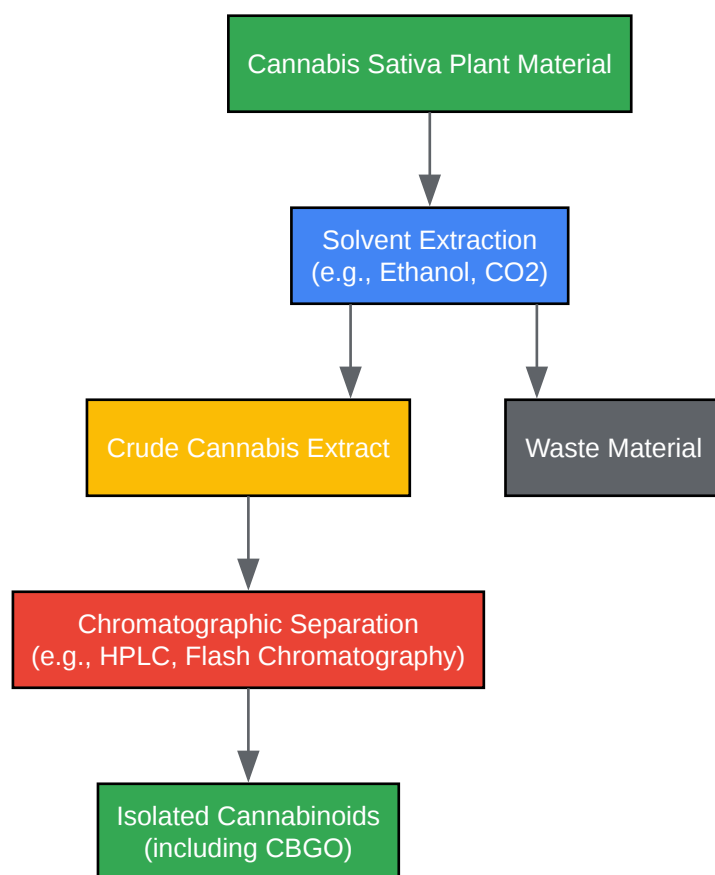 Cannabis Sativa Plant Material
Solvent Extraction
(e.g., Ethanol, CO2)
Crude Cannabis Extract
Waste Material
Chromatographic Separation
(e.g., HPLC, Flash Chromatography)
Isolated Cannabinoids
(including CBGO)